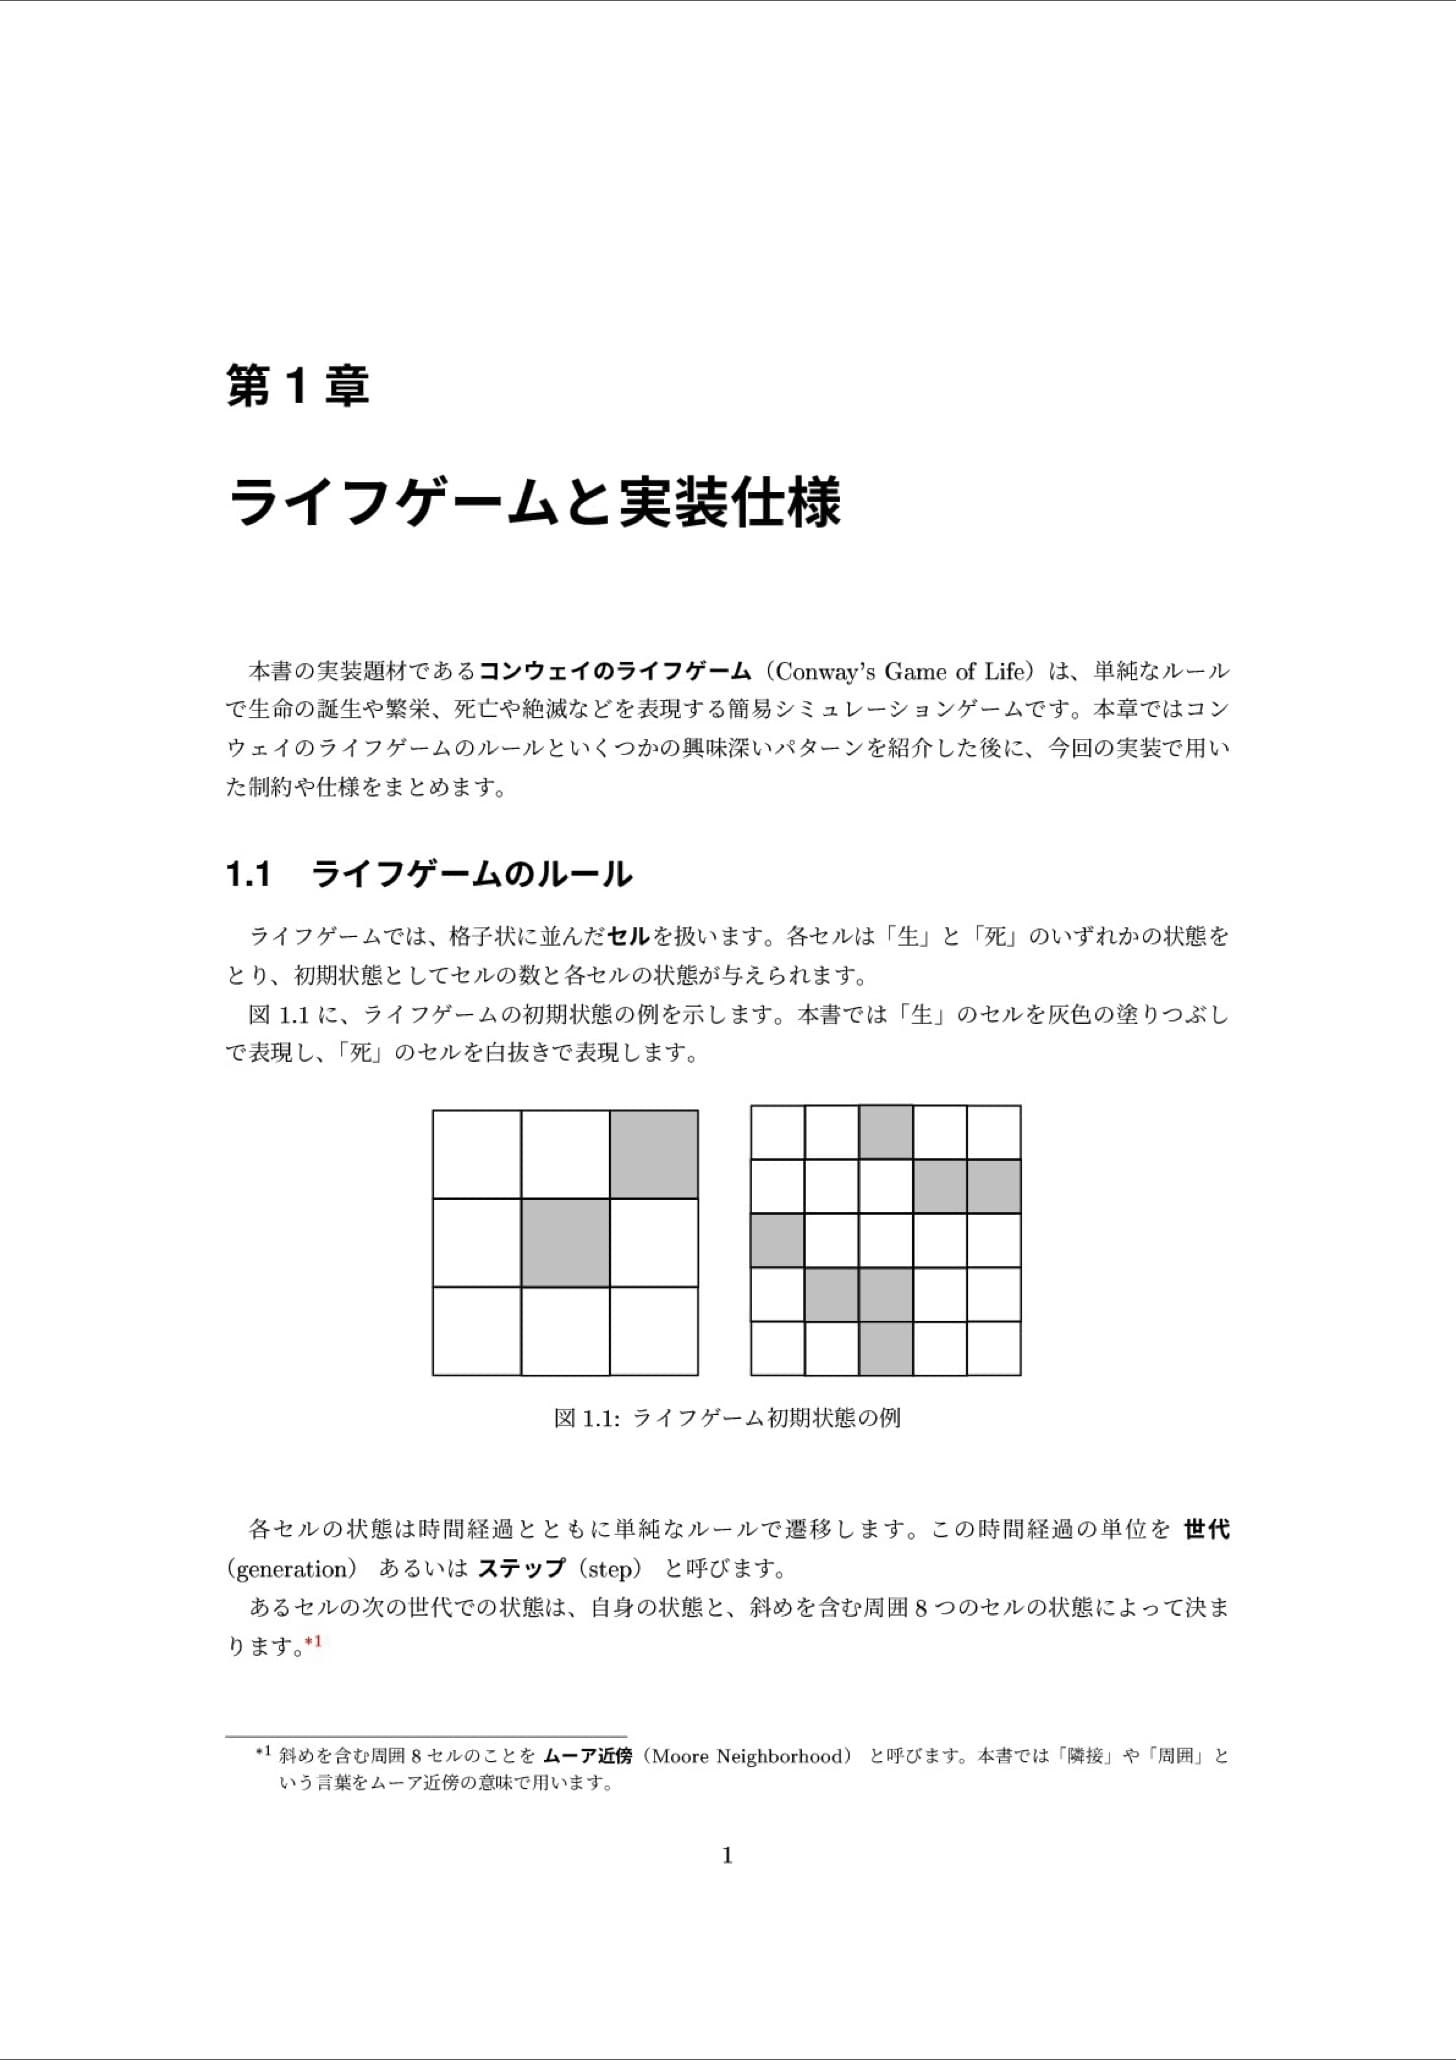 第 1 章
ライフゲームと実装仕様
本書の実装題材であるコンウェイのライフゲーム（Conway's Game of Life）は、単純なルール
で生命の誕生や繁栄、死亡や絶滅などを表現する簡易シミュレーションゲームです。本章ではコン
ウェイのライフゲームのルールといくつかの興味深いパターンを紹介した後に、今回の実装で用い
た制約や仕様をまとめます。
1.1 ライフゲームのルール
ライフゲームでは、格子状に並んだセルを扱います。各セルは「生」と「死」のいずれかの状態を
とり、初期状態としてセルの数と各セルの状態が与えられます。
図 1.1 に、ライフゲームの初期状態の例を示します。本書では「生」のセルを灰色の塗りつぶし
で表現し、「死」のセルを白抜きで表現します。
図 1.1: ライフゲーム初期状態の例
各セルの状態は時間経過とともに単純なルールで遷移します。この時間経過の単位を 世代
（generation） あるいは ステップ（step） と呼びます。
あるセルの次の世代での状態は、自身の状態と、斜めを含む周囲 8 つのセルの状態によって決ま
ります。*1
*1 斜めを含む周囲 8 セルのことを ムーア近傍（Moore Neighborhood） と呼びます。本書では「隣接」や「周囲」と
いう言葉をムーア近傍の意味で用います。
1